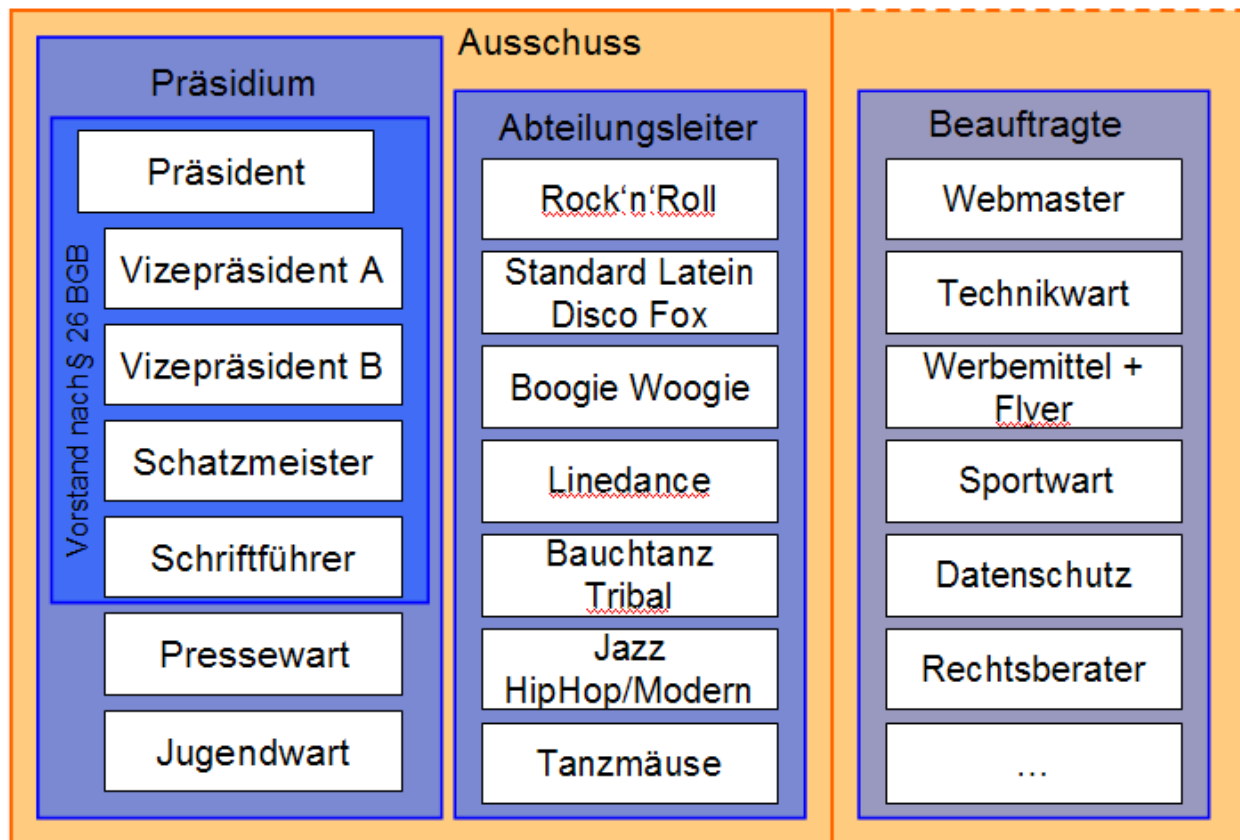 Ausschuss
Präsidium
Vorstand nach § 26 BGB
Präsident
Vizepräsident A
Vizepräsident B
Schatzmeister
Schriftführer
Pressewart
Jugendwart
Abteilungsleiter
Rock‘n‘Roll
Standard Latein
Disco Fox
Boogie Woogie
Linedance
Bauchtanz
Tribal
Jazz
HipHop/Modern
Tanzmäuse
Beauftragte
Webmaster
Technikwart
Werbemittel +
Flyer
Sportwart
Datenschutz
Rechtsberater
...